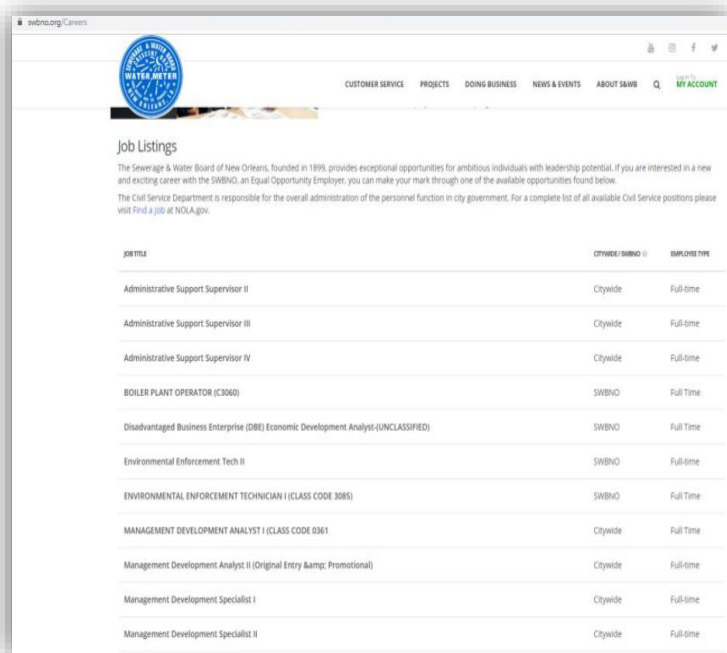 swbno.org/Careers
SEWERAGE & WATER BOARD
CRESCENT BOX
WATER METER
NEW ORLEANS, LA.
CUSTOMER SERVICE PROJECTS DOING BUSINESS NEWS & EVENTS ABOUT S&WB MY ACCOUNT
Job Listings
The Sewerage & Water Board of New Orleans, founded in 1899, provides exceptional opportunities for ambitious individuals with leadership potential. If you are interested in a new
and exciting career with the SWBNO, an Equal Opportunity Employer, you can make your mark through one of the available opportunities found below.
The Civil Service Department is responsible for the overall administration of the personnel function in city government. For a complete list of all available Civil Service positions please
visit Find a Job at NOLA.gov.
JOB TITLE CITYWIDE / SWBNO EMPLOYEE TYPE
Administrative Support Supervisor II Citywide Full-time
Administrative Support Supervisor III Citywide Full-time
Administrative Support Supervisor IV Citywide Full-time
BOILER PLANT OPERATOR (C3060) SWBNO Full Time
Disadvantaged Business Enterprise (DBE) Economic Development Analyst-(UNCLASSIFIED) SWBNO Full Time
Environmental Enforcement Tech II SWBNO Full-time
ENVIRONMENTAL ENFORCEMENT TECHNICIAN I (CLASS CODE 3085) SWBNO Full Time
MANAGEMENT DEVELOPMENT ANALYST I (CLASS CODE 0361 Citywide Full Time
Management Development Analyst II (Original Entry &amp; Promotional) Citywide Full-time
Management Development Specialist I Citywide Full-time
Management Development Specialist II Citywide Full-time